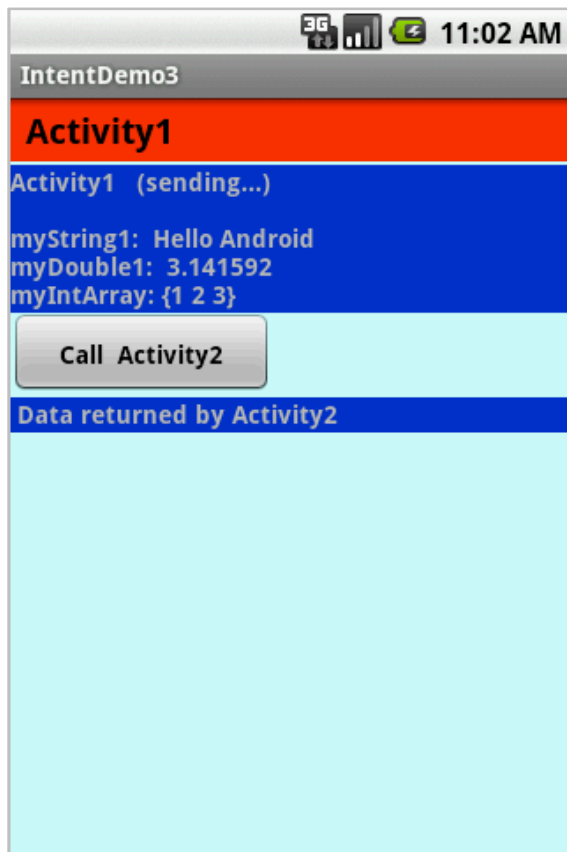 3G 11:02 AM
IntentDemo3
Activity1
Activity1 (sending...)
myString1: Hello Android
myDouble1: 3.141592
myIntArray: {1 2 3}
Call Activity2
Data returned by Activity2